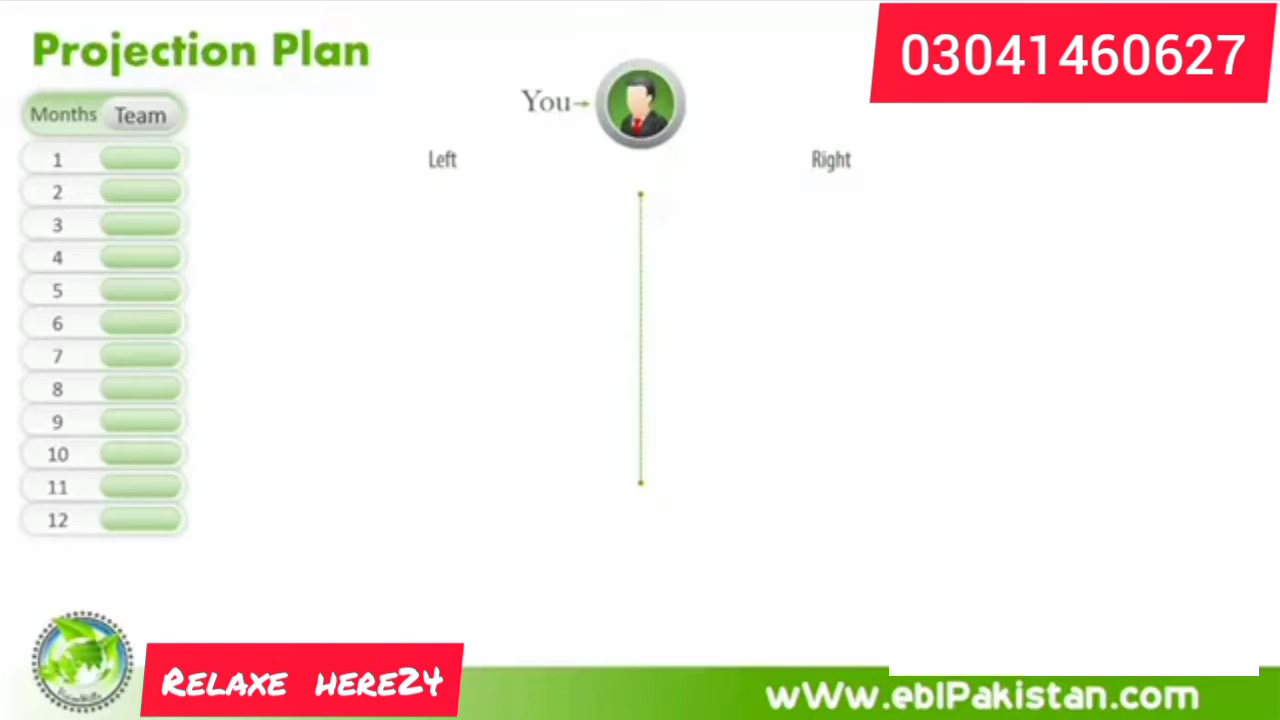 Projection Plan
03041460627
You
Months Team
Left
Right
1
2
3
4
5
6
7
8
9
10
11
12
Relaxe here24
wWw.eblPakistan.com